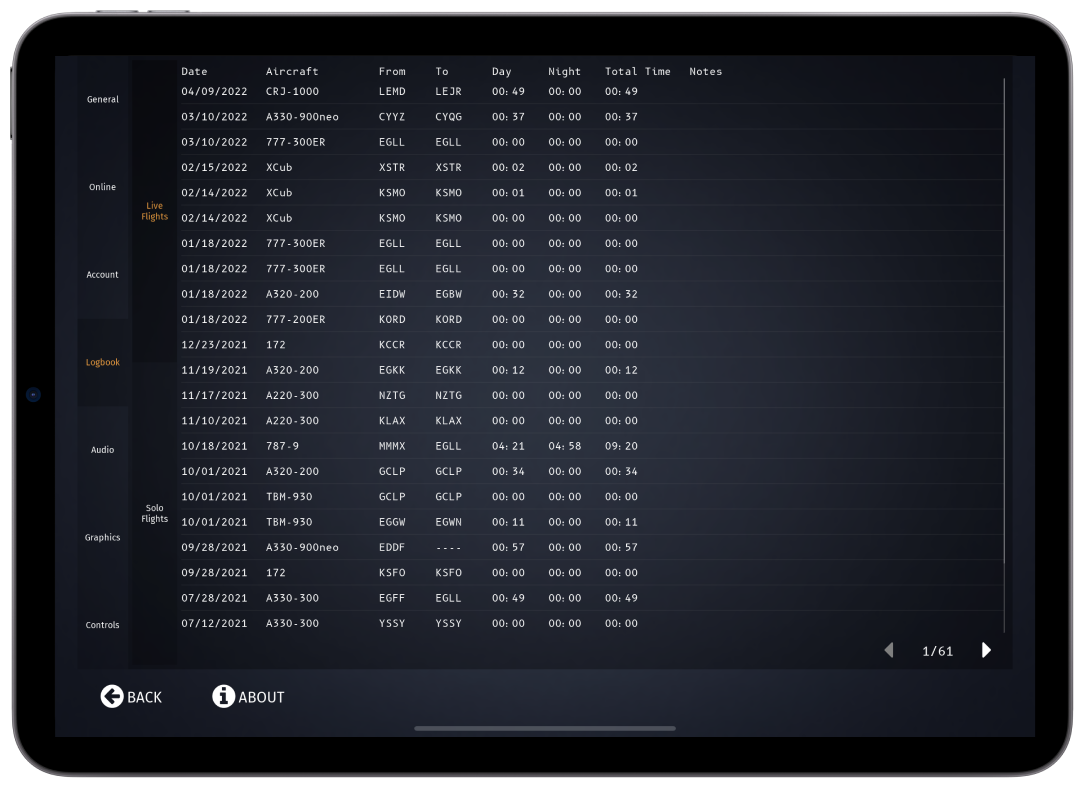 Date Aircraft From To Day Night Total Time Notes
04/09/2022 CRJ-1000 LEMD LEJR 00:49 00:00 00:49
03/10/2022 A330-900neo CYYZ CYQG 00:37 00:00 00:37
03/10/2022 777-300ER EGLL EGLL 00:00 00:00 00:00
02/15/2022 XCub XSTR XSTR 00:02 00:00 00:02
02/14/2022 XCub KSMO KSMO 00:01 00:00 00:01
02/14/2022 XCub KSMO KSMO 00:00 00:00 00:00
01/18/2022 777-300ER EGLL EGLL 00:00 00:00 00:00
01/18/2022 777-300ER EGLL EGLL 00:00 00:00 00:00
01/18/2022 A320-200 EIDW EGBW 00:32 00:00 00:32
01/18/2022 777-200ER KORD KORD 00:00 00:00 00:00
12/23/2021 172 KCCR KCCR 00:00 00:00 00:00
11/19/2021 A320-200 EGKK EGKK 00:12 00:00 00:12
11/17/2021 A220-300 NZTG NZTG 00:00 00:00 00:00
11/10/2021 A220-300 KLAX KLAX 00:00 00:00 00:00
10/18/2021 787-9 MMMX EGLL 04:21 04:58 09:20
10/01/2021 A320-200 GCLP GCLP 00:34 00:00 00:34
10/01/2021 TBM-930 GCLP GCLP 00:00 00:00 00:00
10/01/2021 TBM-930 EGGW EGWN 00:11 00:00 00:11
09/28/2021 A330-900neo EDDF ---- 00:57 00:00 00:57
09/28/2021 172 KSFO KSFO 00:00 00:00 00:00
07/28/2021 A330-300 EGFF EGLL 00:49 00:00 00:49
07/12/2021 A330-300 YSSY YSSY 00:00 00:00 00:00
General
Online
Account
Logbook
Audio
Graphics
Controls
Live
Flights
Solo
Flights
1/61
BACK
ABOUT